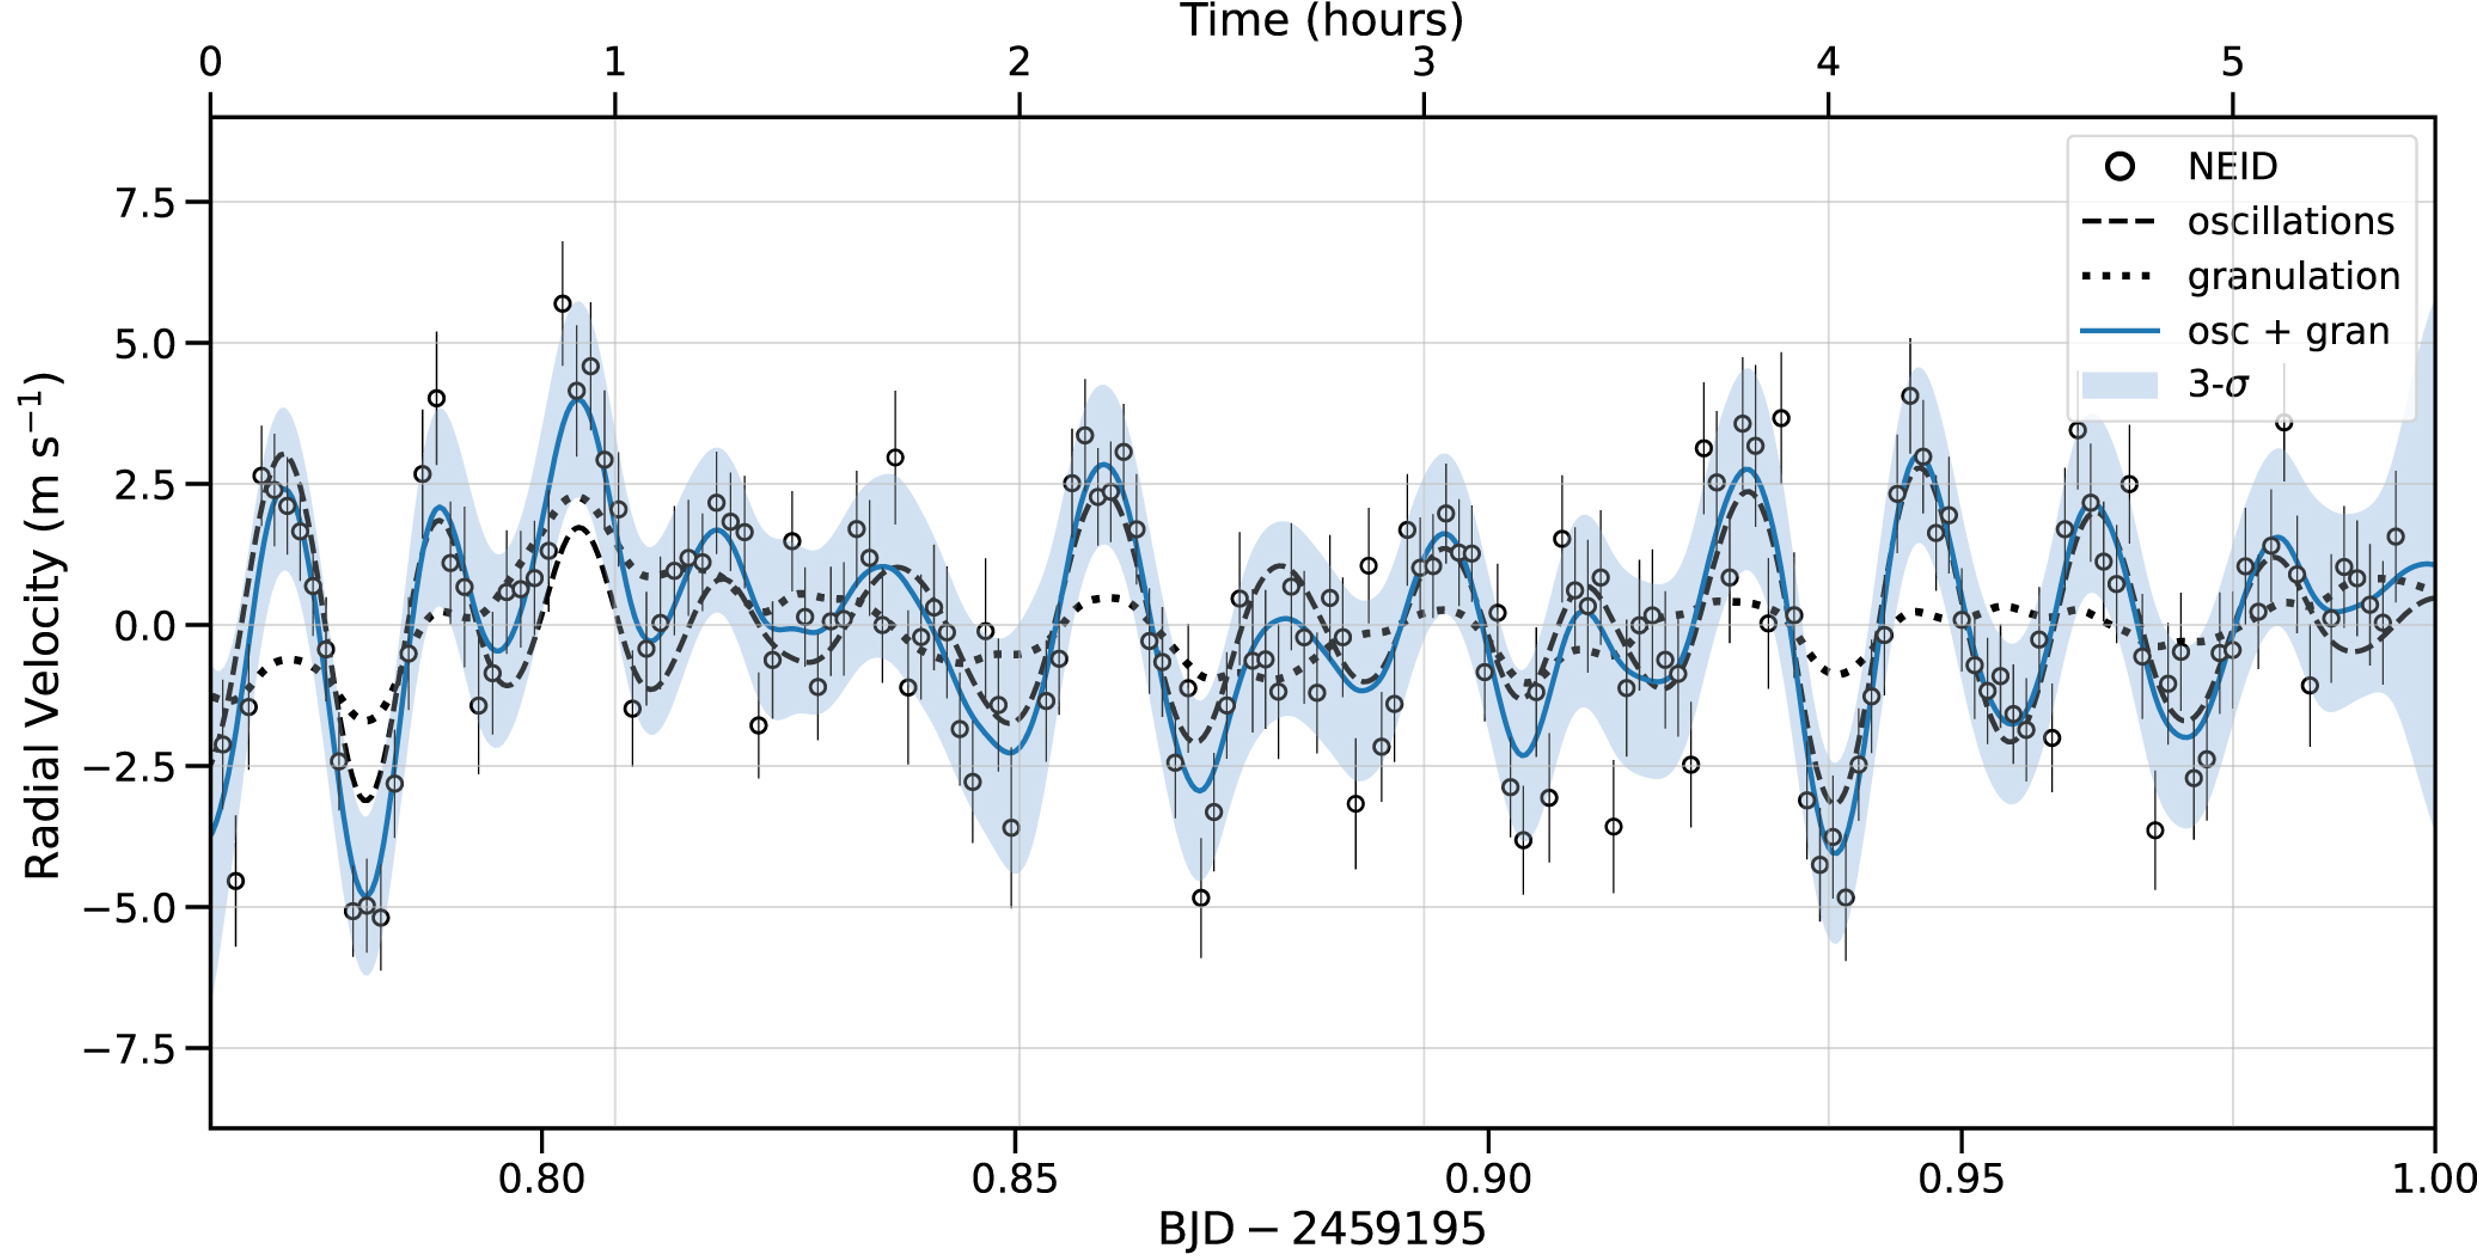 Time (hours)
0 1 2 3 4 5
7.5
5.0
2.5
0.0
−2.5
−5.0
−7.5
Radial Velocity (m s⁻¹)
NEID
oscillations
granulation
osc + gran
3-σ
0.80 0.85 0.90 0.95 1.00
BJD − 2459195